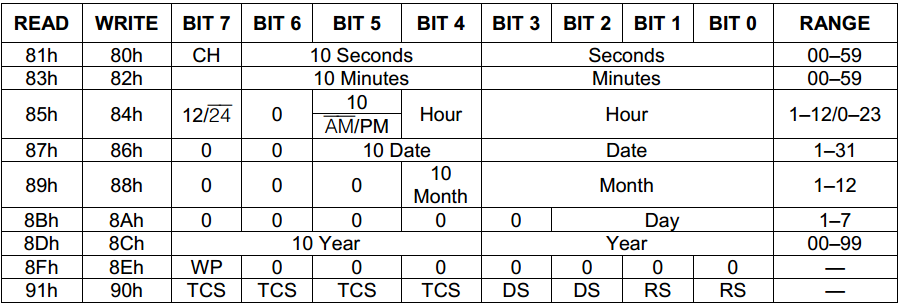 READ WRITE BIT 7 BIT 6 BIT 5 BIT 4 BIT 3 BIT 2 BIT 1 BIT 0 RANGE
81h 80h CH 10 Seconds Seconds 00–59
83h 82h 10 Minutes Minutes 00–59
85h 84h 12/2̅4̅ 0 10 Hour Hour 1–12/0–23
A̅M̅/PM
87h 86h 0 0 10 Date Date 1–31
89h 88h 0 0 0 10 Month 1–12
Month
8Bh 8Ah 0 0 0 0 0 Day 1–7
8Dh 8Ch 10 Year Year 00–99
8Fh 8Eh WP 0 0 0 0 0 0 0 —
91h 90h TCS TCS TCS TCS DS DS RS RS —